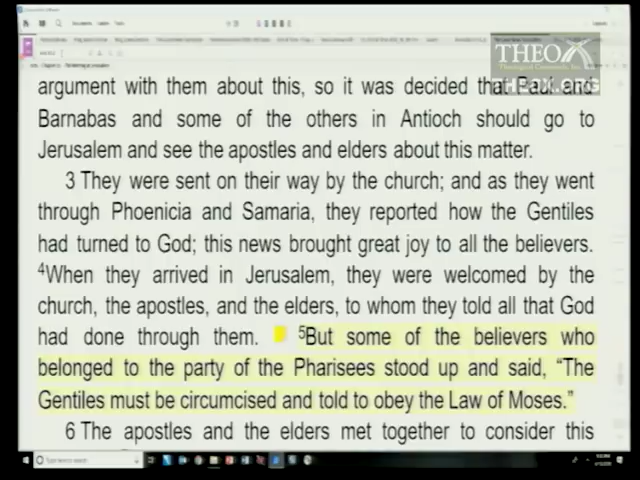 THEOX
THEOX.ORG
argument with them about this, so it was decided that Paul and
Barnabas and some of the others in Antioch should go to
Jerusalem and see the apostles and elders about this matter.
3 They were sent on their way by the church; and as they went
through Phoenicia and Samaria, they reported how the Gentiles
had turned to God; this news brought great joy to all the believers.
4When they arrived in Jerusalem, they were welcomed by the
church, the apostles, and the elders, to whom they told all that God
had done through them. 5But some of the believers who
belonged to the party of the Pharisees stood up and said, “The
Gentiles must be circumcised and told to obey the Law of Moses.”
6 The apostles and the elders met together to consider this